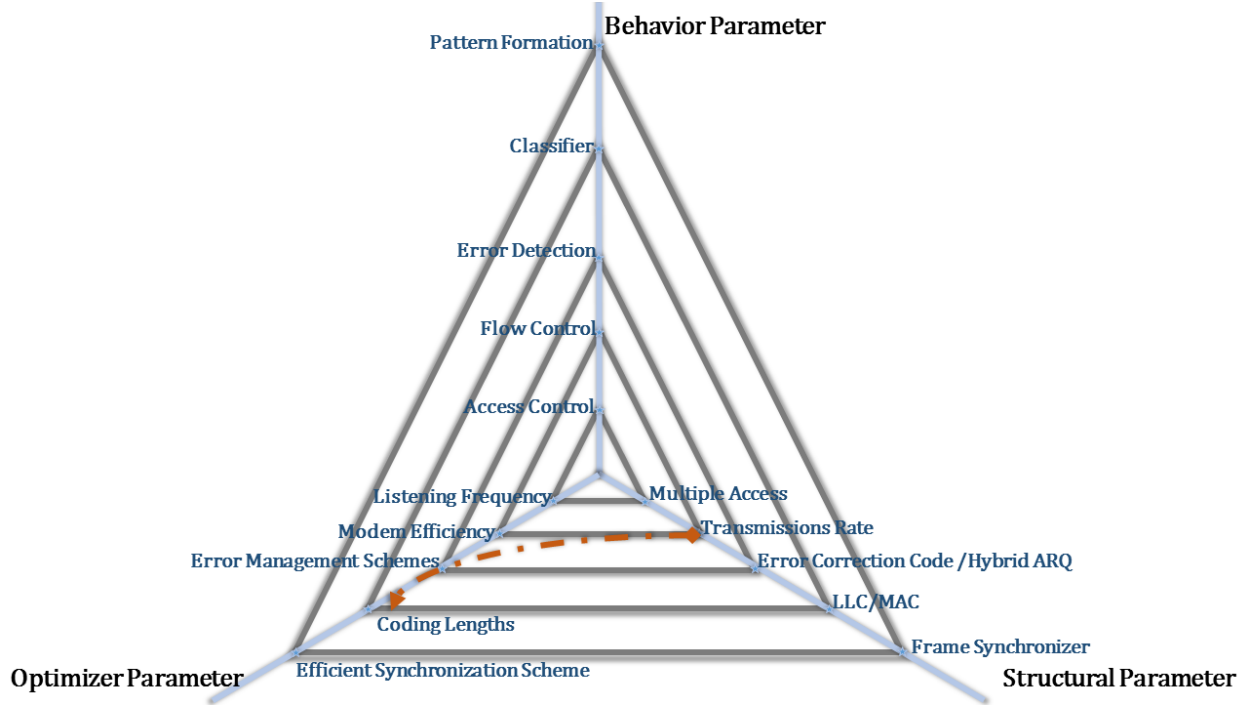 Behavior Parameter
Pattern Formation
Classifier
Error Detection
Flow Control
Access Control
Listening Frequency
Multiple Access
Modem Efficiency
Transmissions Rate
Error Management Schemes
Error Correction Code /Hybrid ARQ
LLC/MAC
Coding Lengths
Frame Synchronizer
Efficient Synchronization Scheme
Optimizer Parameter
Structural Parameter